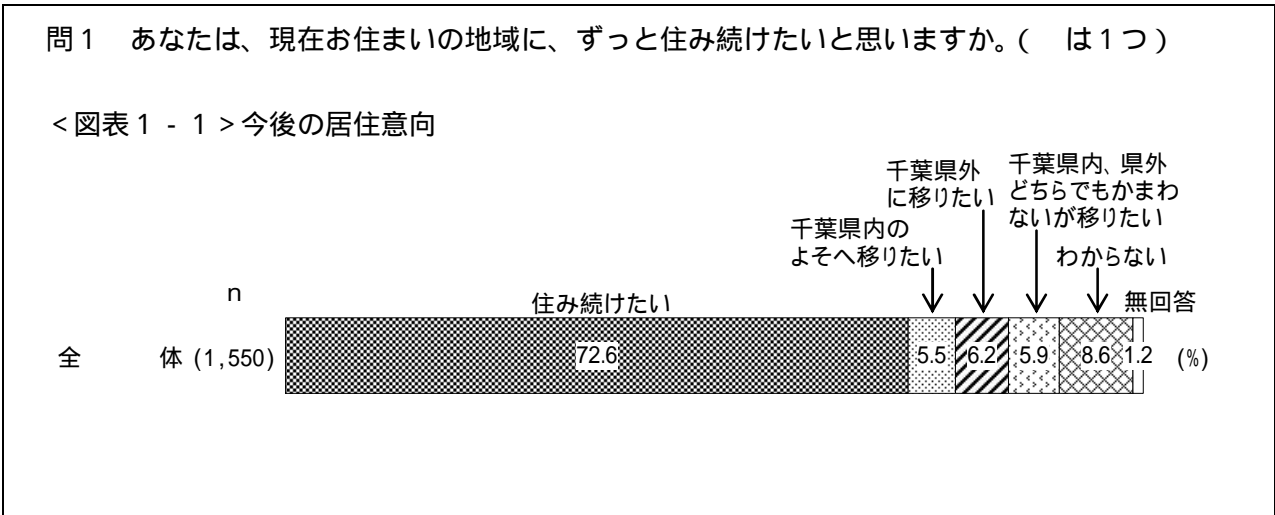 問１　あなたは、現在お住まいの地域に、ずっと住み続けたいと思いますか。（　は１つ）
＜図表１-１＞今後の居住意向
千葉県外
に移りたい
千葉県内、県外
どちらでもかまわ
ないが移りたい
千葉県内の
よそへ移りたい
わからない
n
住み続けたい
無回答
全　体 (1,550)
72.6
5.5
6.2
5.9
8.6
1.2
(%)